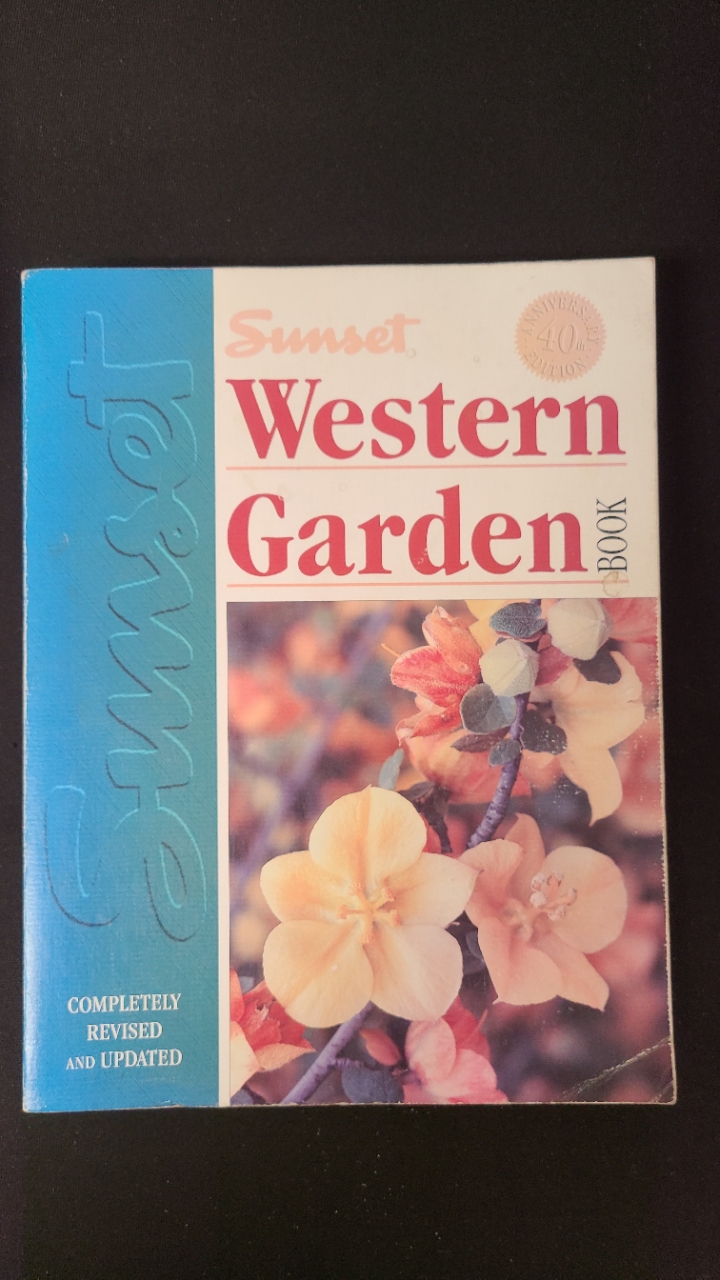 Sunset
Sunset
ANNIVERSARY
40th
EDITION
Western
Garden
BOOK
COMPLETELY
REVISED
AND UPDATED